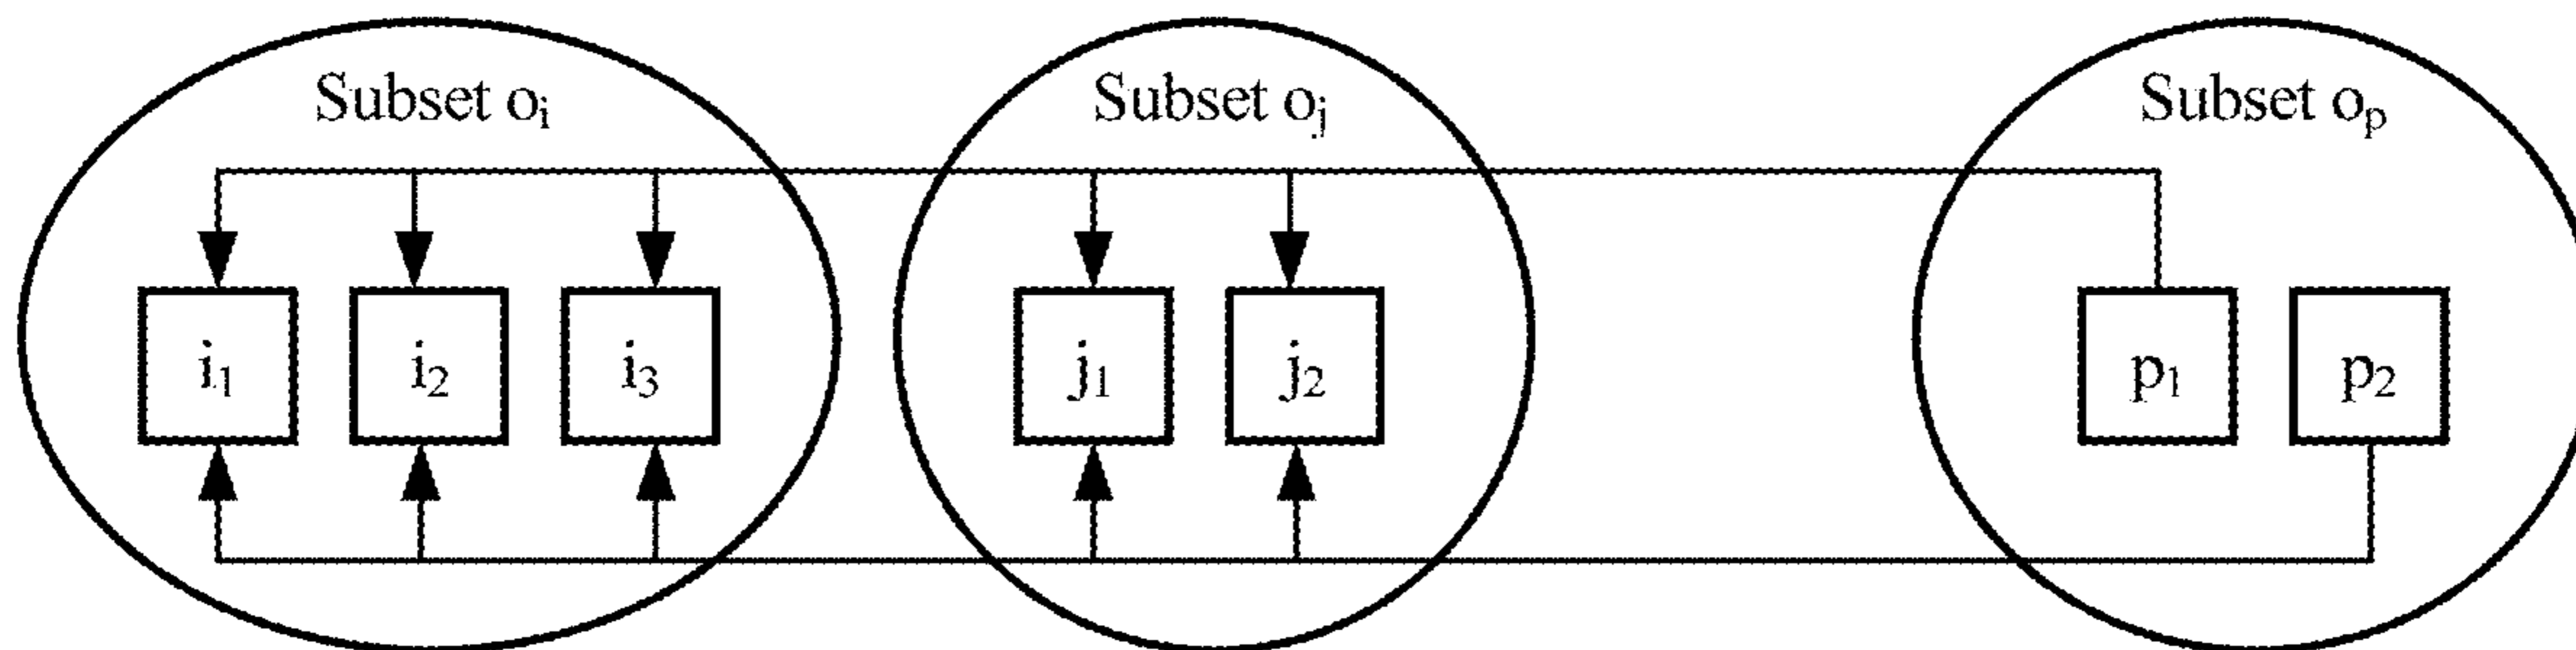 Subset oᵢ
Subset oⱼ
Subset oₚ
i₁
i₂
i₃
j₁
j₂
p₁
p₂